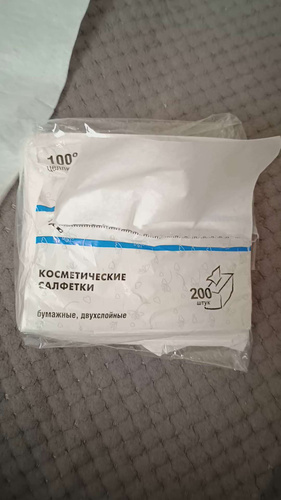 100%
КОСМЕТИЧЕСКИЕ
САЛФЕТКИ
бумажные, двухслойные
200
штук